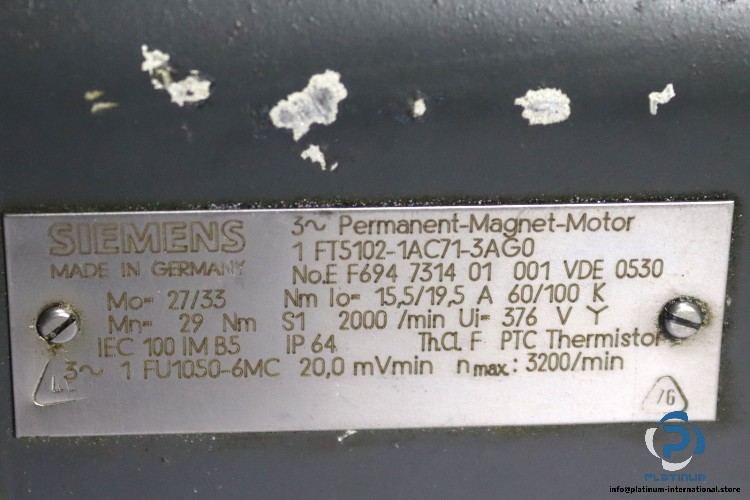 3~ Permanent-Magnet-Motor
SIEMENS 1 FT5102-1AC71-3AG0
MADE IN GERMANY No.E F694 7314 01 001 VDE 0530
Mo= 27/33 Nm Io= 15,5/19,5 A 60/100 K
Mn= 29 Nm S1 2000 /min Ui= 376 V Y
IEC 100 IM B5 IP 64 Th.Cl. F PTC Thermistor
3~ 1 FU1050-6MC 20,0 mVmin nmax.: 3200/min
76
PLATINUM
info@platinum-international.store